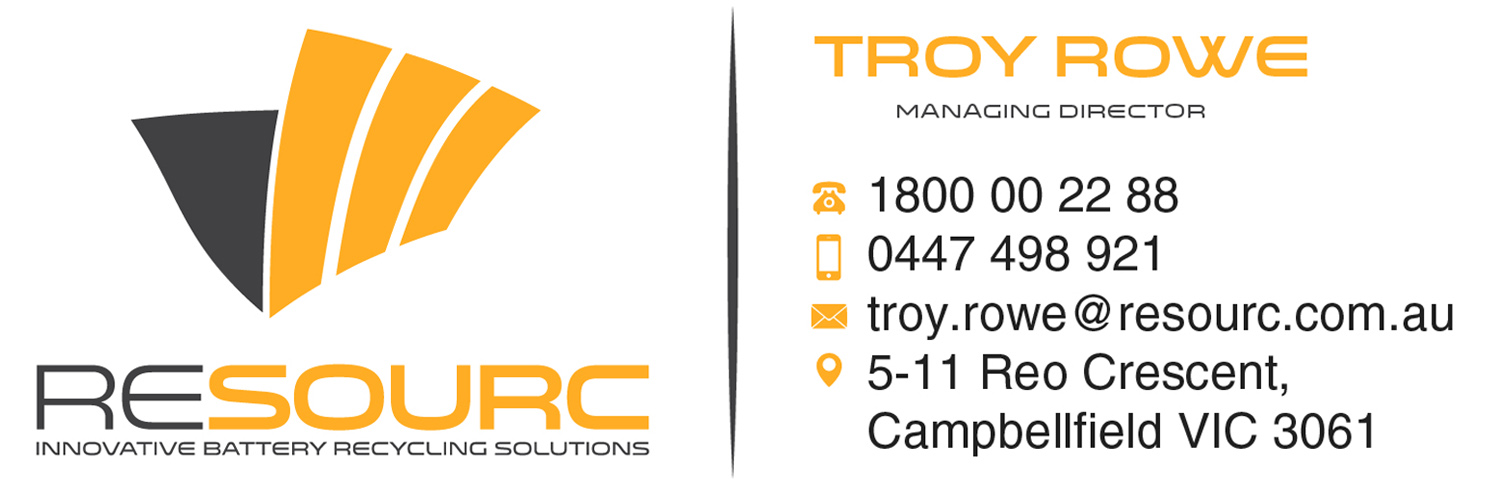 RESOURC
INNOVATIVE BATTERY RECYCLING SOLUTIONS
TROY ROWE
MANAGING DIRECTOR
1800 00 22 88
0447 498 921
troy.rowe@resourc.com.au
5-11 Reo Crescent,
Campbellfield VIC 3061